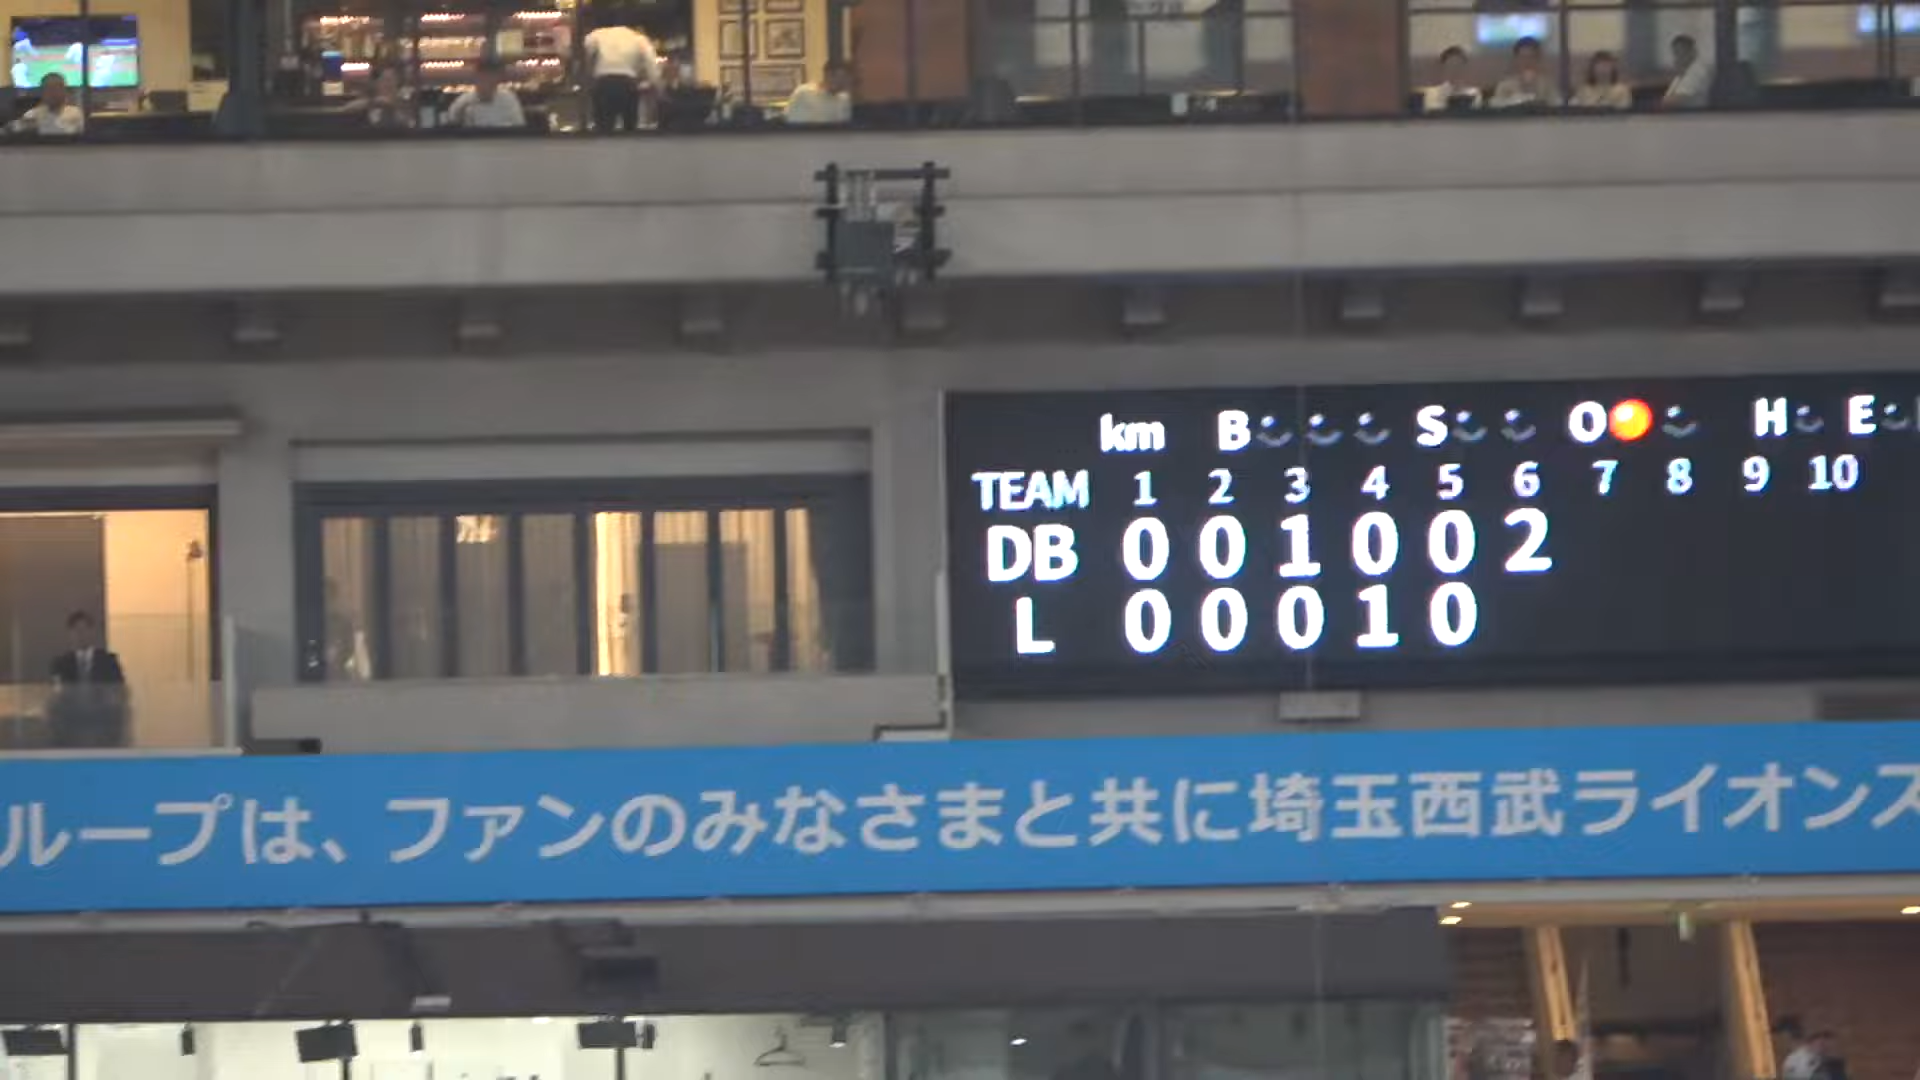 km B S O H E
TEAM 1 2 3 4 5 6 7 8 9 10
DB 0 0 1 0 0 2
L 0 0 0 1 0
ループは、ファンのみなさまと共に埼玉西武ライオンズ